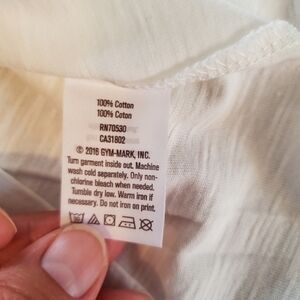 100% Cotton
100% Cotton
RN70530
CA31802
© 2016 GYM-MARK, INC.
Turn garment inside out. Machine
wash cold separately. Only non-
chlorine bleach when needed.
Tumble dry low. Warm iron if
necessary. Do not iron on print.